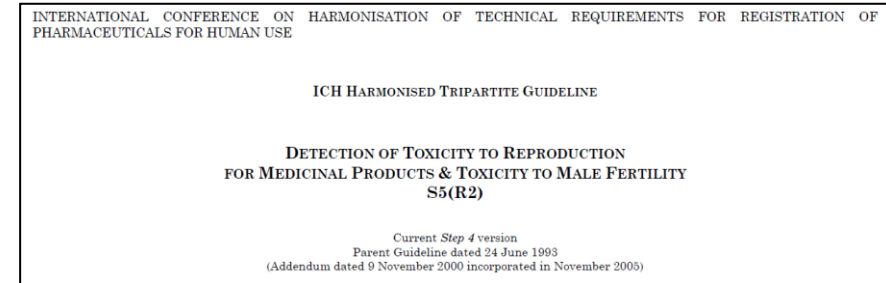 INTERNATIONAL CONFERENCE ON HARMONISATION OF TECHNICAL REQUIREMENTS FOR REGISTRATION OF
PHARMACEUTICALS FOR HUMAN USE
ICH HARMONISED TRIPARTITE GUIDELINE
DETECTION OF TOXICITY TO REPRODUCTION
FOR MEDICINAL PRODUCTS & TOXICITY TO MALE FERTILITY
S5(R2)
Current Step 4 version
Parent Guideline dated 24 June 1993
(Addendum dated 9 November 2000 incorporated in November 2005)